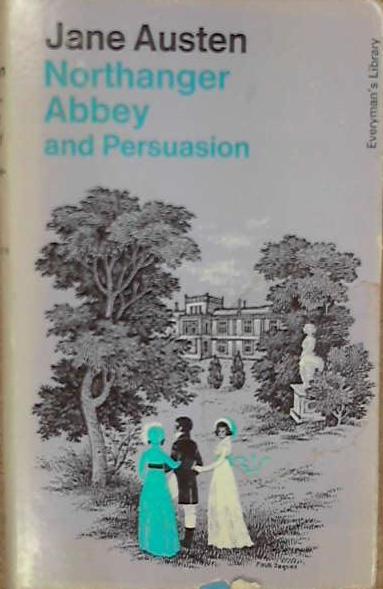 Jane Austen
Northanger
Abbey
and Persuasion
Everyman's Library